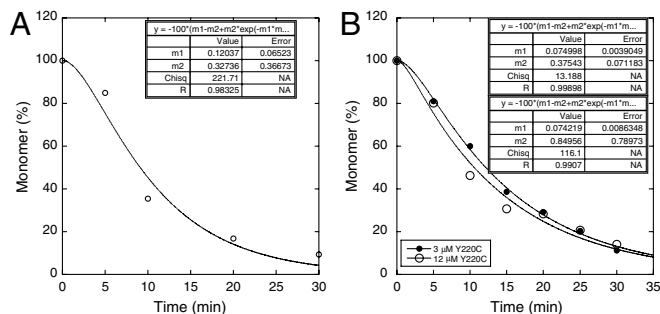 A
y = -100*(m1-m2+m2*exp(-m1*m...
Value Error
m1 0.12037 0.06523
m2 0.32736 0.36673
Chisq 221.71 NA
R 0.98325 NA
120
100
80
60
40
20
0
Monomer (%)
0 5 10 15 20 25 30
Time (min)
B
y = -100*(m1-m2+m2*exp(-m1*m...
Value Error
m1 0.074998 0.0039049
m2 0.37543 0.071183
Chisq 13.188 NA
R 0.99898 NA
y = -100*(m1-m2+m2*exp(-m1*m...
Value Error
m1 0.074219 0.0086348
m2 0.84956 0.78973
Chisq 116.1 NA
R 0.9907 NA
120
100
80
60
40
20
0
Monomer (%)
3 μM Y220C
12 μM Y220C
0 5 10 15 20 25 30 35
Time (min)